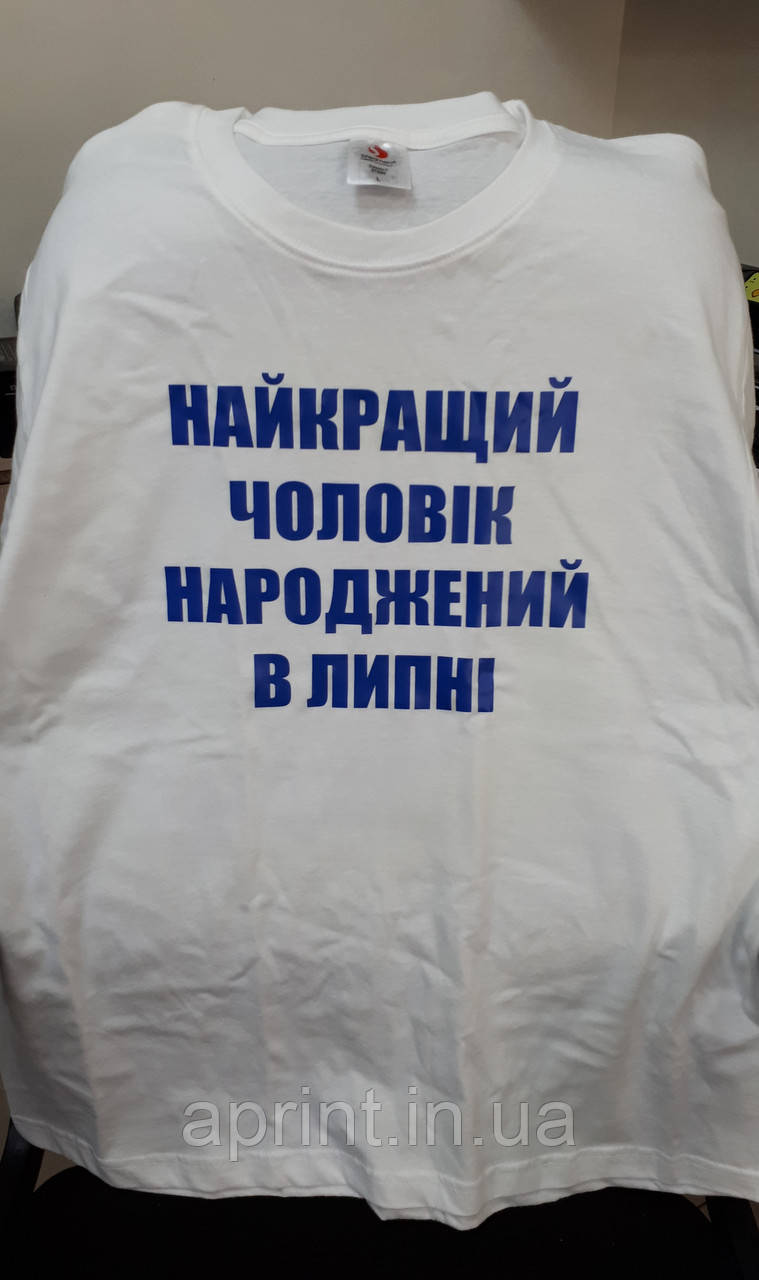 L
НАЙКРАЩИЙ
ЧОЛОВІК
НАРОДЖЕНИЙ
В ЛИПНІ
aprint.in.ua